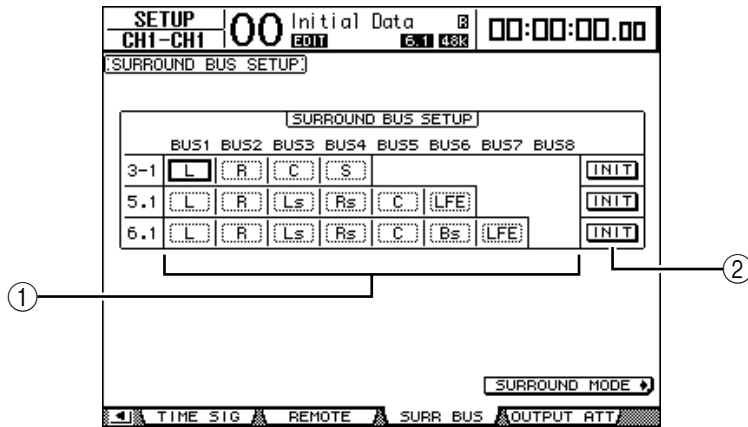 SETUP
CH1-CH1
00 Initial Data B
EDIT 6.1 48k
00:00:00.00
SURROUND BUS SETUP
SURROUND BUS SETUP
BUS1 BUS2 BUS3 BUS4 BUS5 BUS6 BUS7 BUS8
3-1 L R C S INIT
5.1 L R Ls Rs C LFE INIT
6.1 L R Ls Rs C Bs LFE INIT
1
2
SURROUND MODE
TIME SIG REMOTE SURR BUS OUTPUT ATT